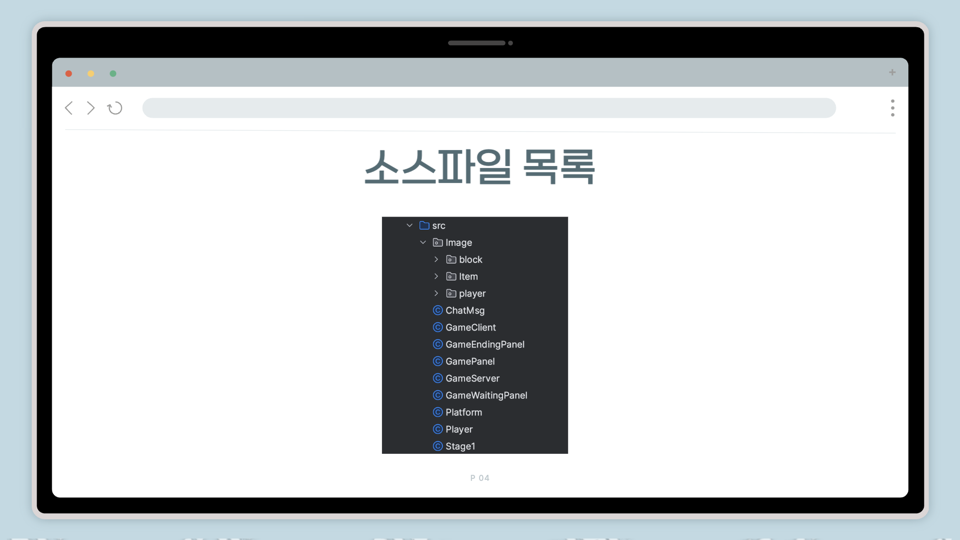 소스파일 목록
src
Image
block
Item
player
ChatMsg
GameClient
GameEndingPanel
GamePanel
GameServer
GameWaitingPanel
Platform
Player
Stage1
P 04